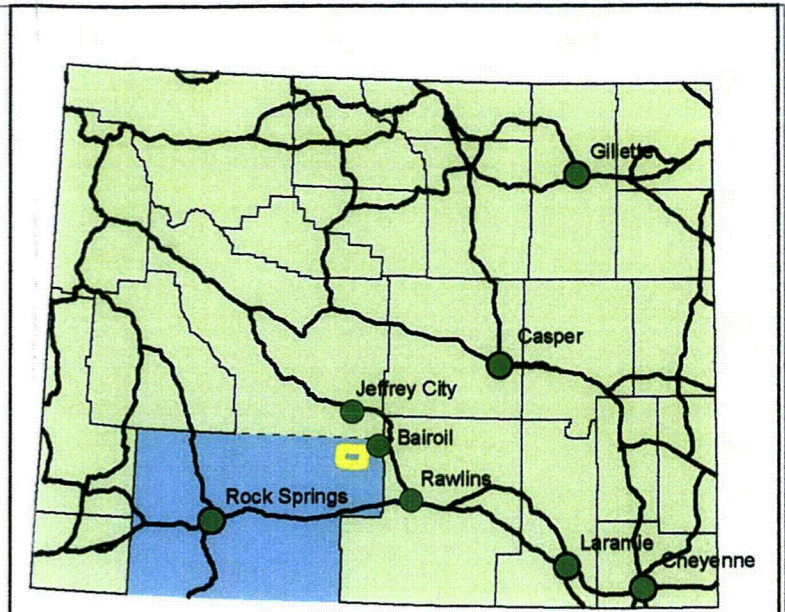 Gillette
Casper
Jeffrey City
Bairoil
Rawlins
Rock Springs
Laramie
Cheyenne